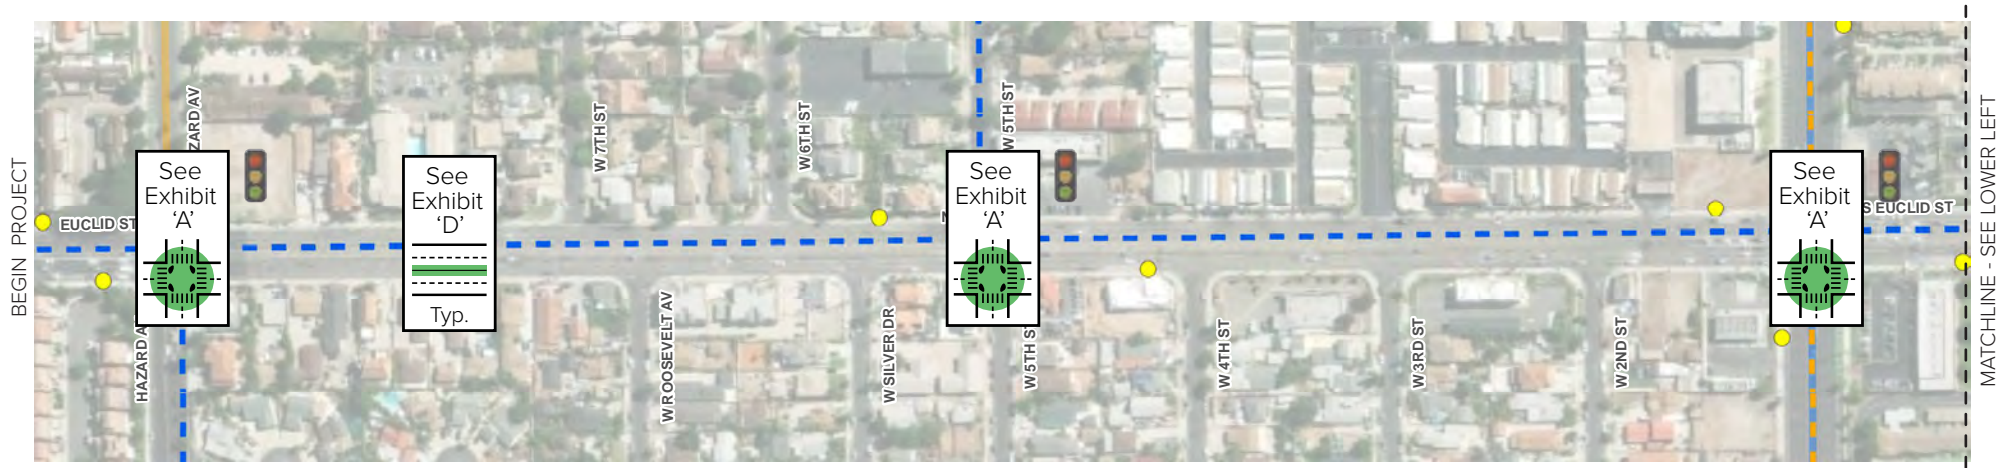 BEGIN PROJECT
EUCLID ST
ZARD AV
See
Exhibit
‘A’
HAZARD A
See
Exhibit
‘D’
Typ.
W 7TH ST
W ROOSEVELT AV
W 6TH ST
W SILVER DR
W 5TH ST
See
Exhibit
‘A’
W 5TH S
W 4TH ST
W 3RD ST
W 2ND ST
See
Exhibit
‘A’
S EUCLID ST
MATCHLINE - SEE LOWER LEFT